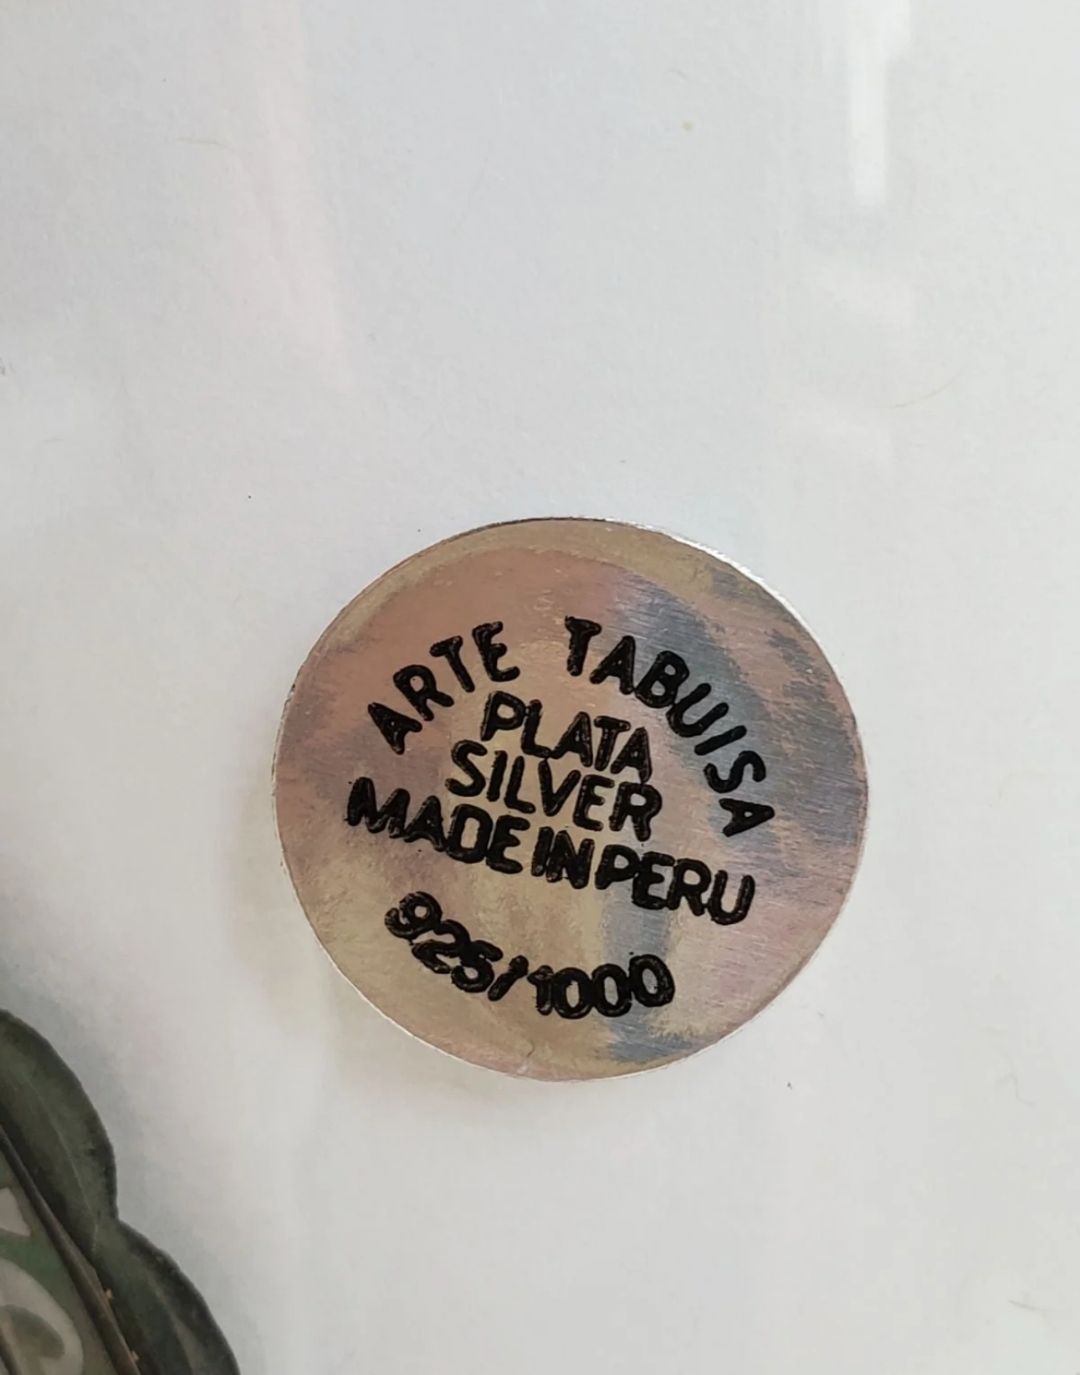 ARTE TABUISA
PLATA
SILVER
MADE IN PERU
925/1000